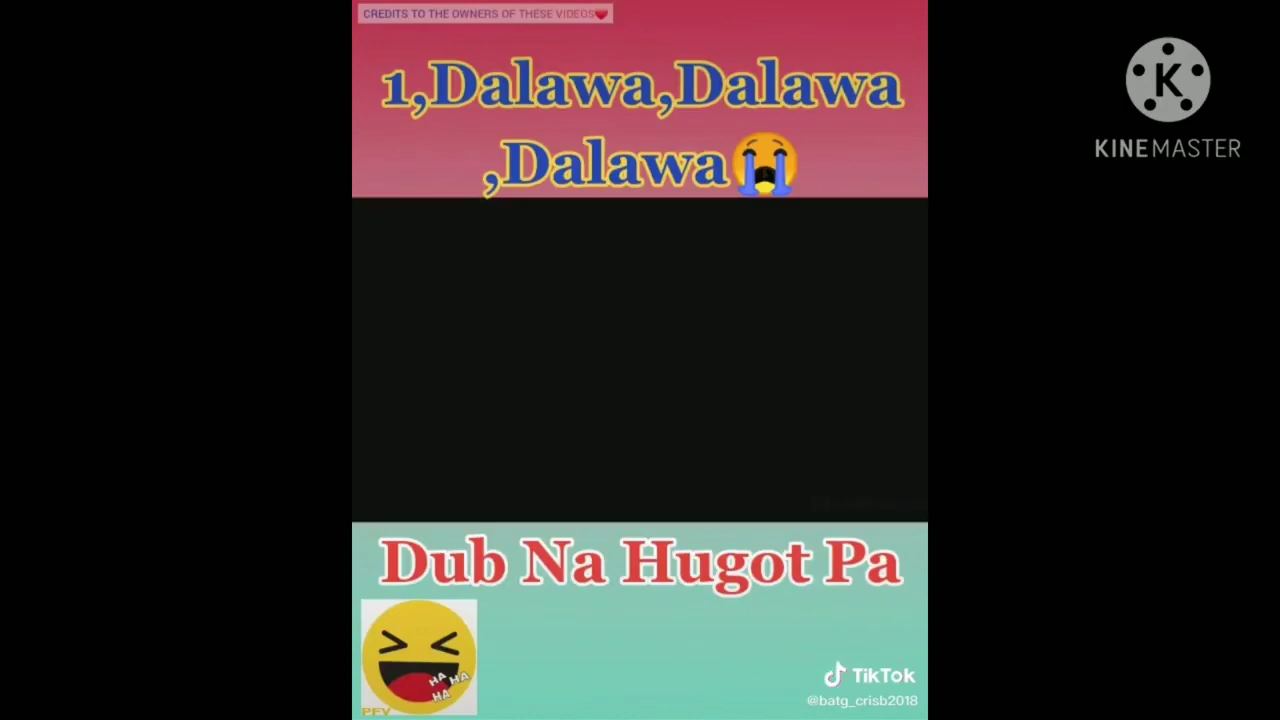 CREDITS TO THE OWNERS OF THESE VIDEOS
1,Dalawa,Dalawa
,Dalawa
K
KINEMASTER
Dub Na Hugot Pa
HA HA
HA
PFV
TikTok
@batg_crisb2018